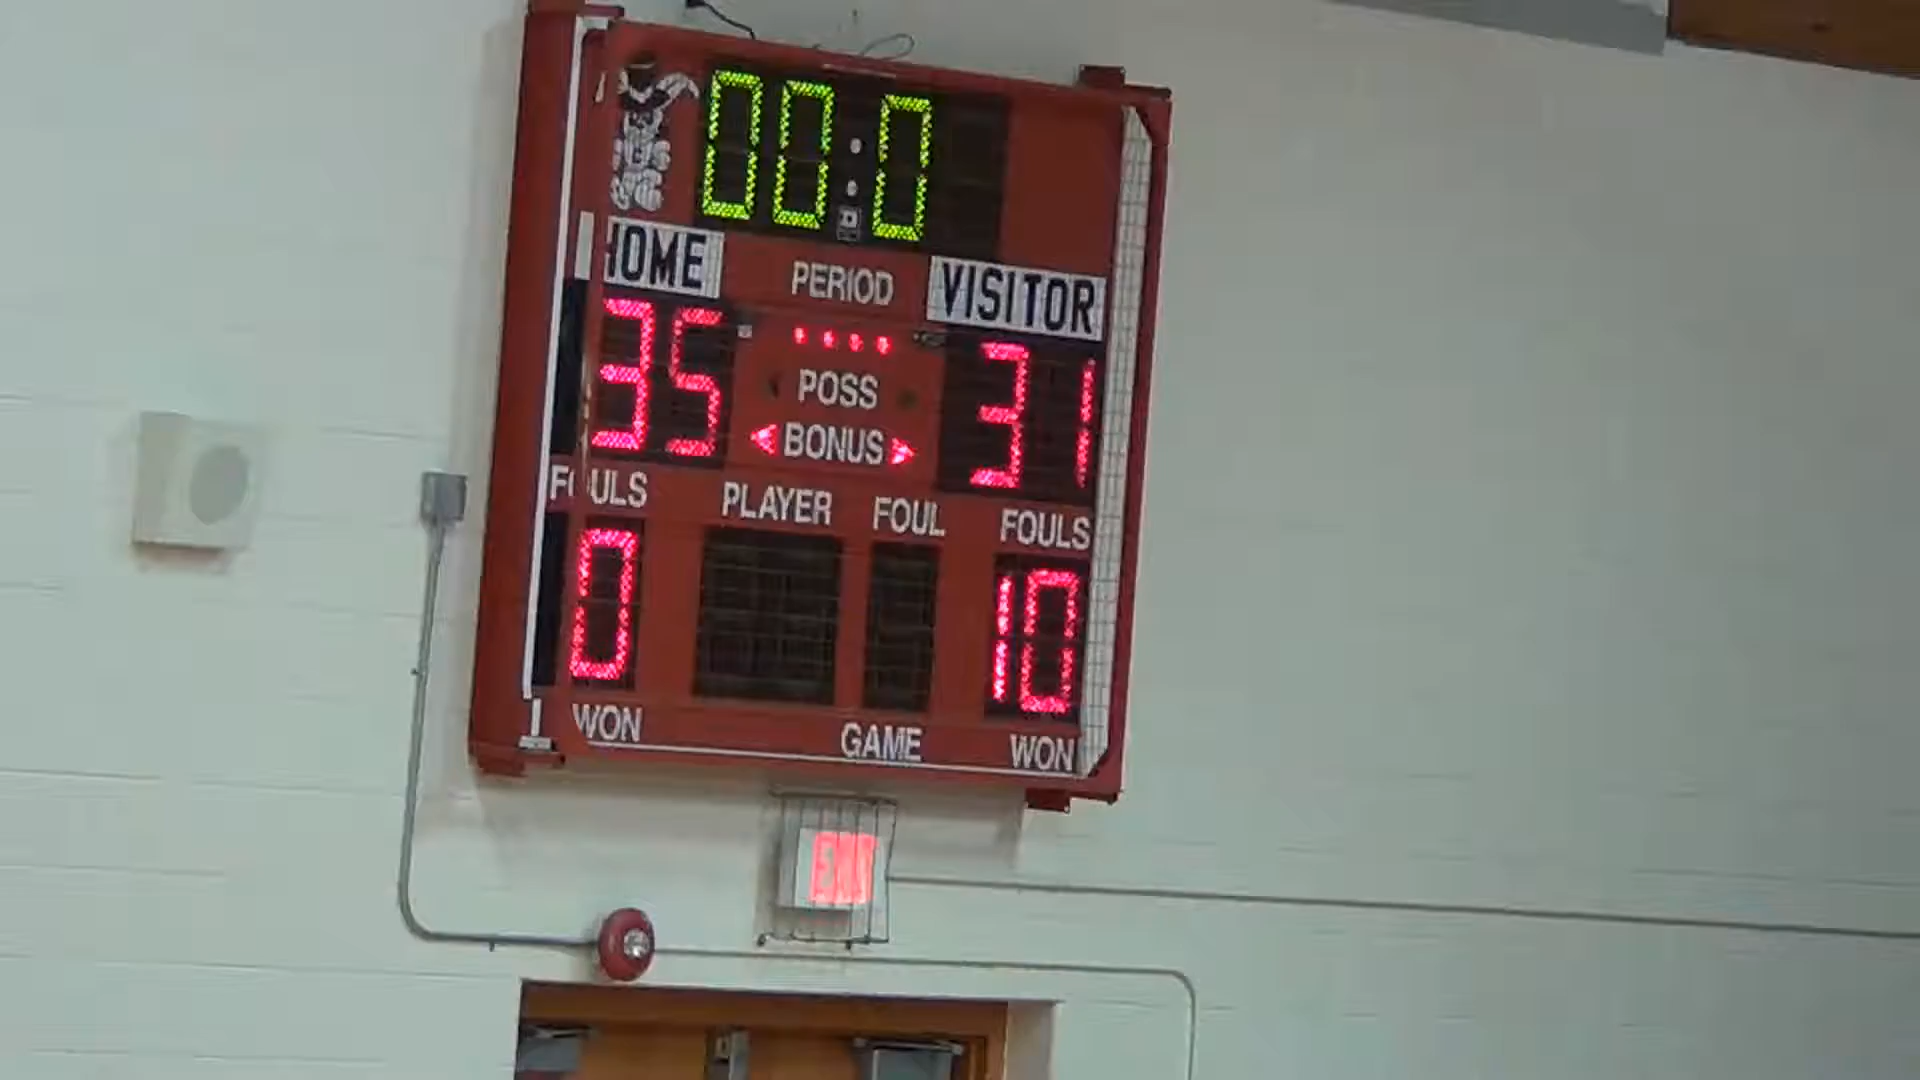 00:0
HOME
PERIOD
VISITOR
35
31
POSS
BONUS
FOULS
PLAYER
FOUL
FOULS
0
10
WON
GAME
WON
EXIT